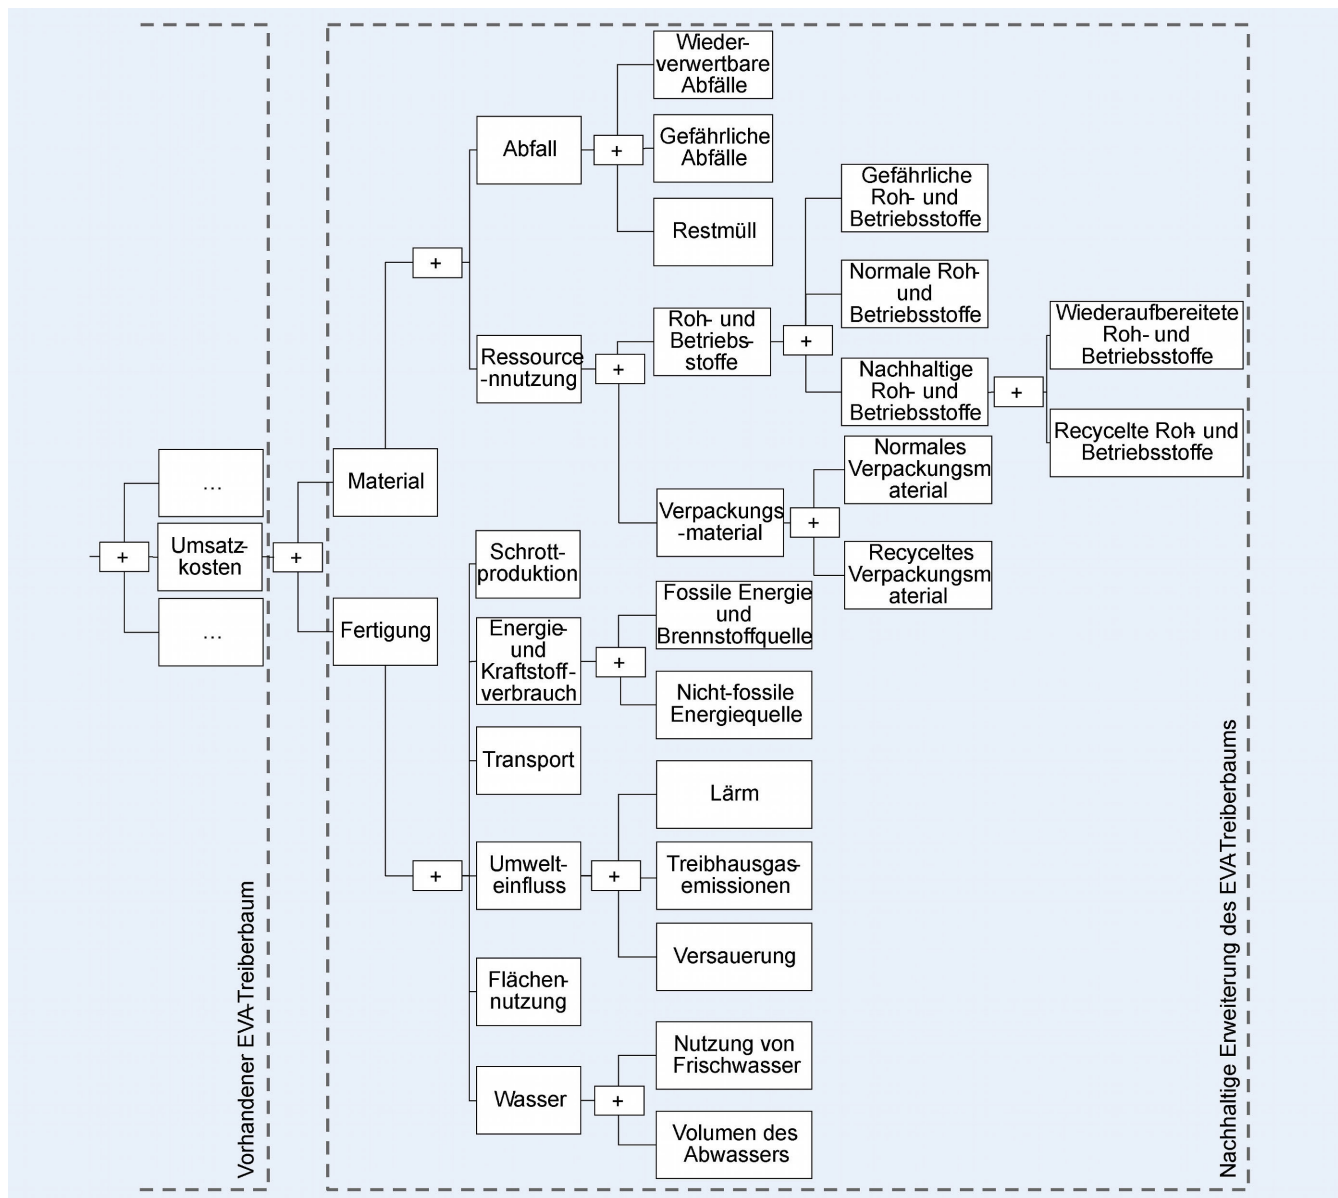 Wieder-
verwertbare
Abfälle
Abfall
+
Gefährliche
Abfälle
Restmüll
+
Gefährliche
Roh- und
Betriebsstoffe
Normale Roh-
und
Betriebsstoffe
Ressource
-nnutzung
+
Roh- und
Betriebs-
stoffe
+
Nachhaltige
Roh- und
Betriebsstoffe
+
Wiederaufbereitete
Roh- und
Betriebsstoffe
Recycelte Roh- und
Betriebsstoffe
Verpackungs
-material
+
Normales
Verpackungsm
aterial
Recyceltes
Verpackungsm
aterial
...
+
Umsatz-
kosten
+
...
Material
Fertigung
Schrott-
produktion
Energie-
und
Kraftstoff-
verbrauch
+
Fossile Energie
und
Brennstoffquelle
Nicht-fossile
Energiequelle
Transport
+
Umwelt-
einfluss
+
Lärm
Treibhausgas-
emissionen
Versauerung
Flächen-
nutzung
Wasser
+
Nutzung von
Frischwasser
Volumen des
Abwassers
Vorhandener EVA-Treiberbaum
Nachhaltige Erweiterung des EVA-Treiberbaums